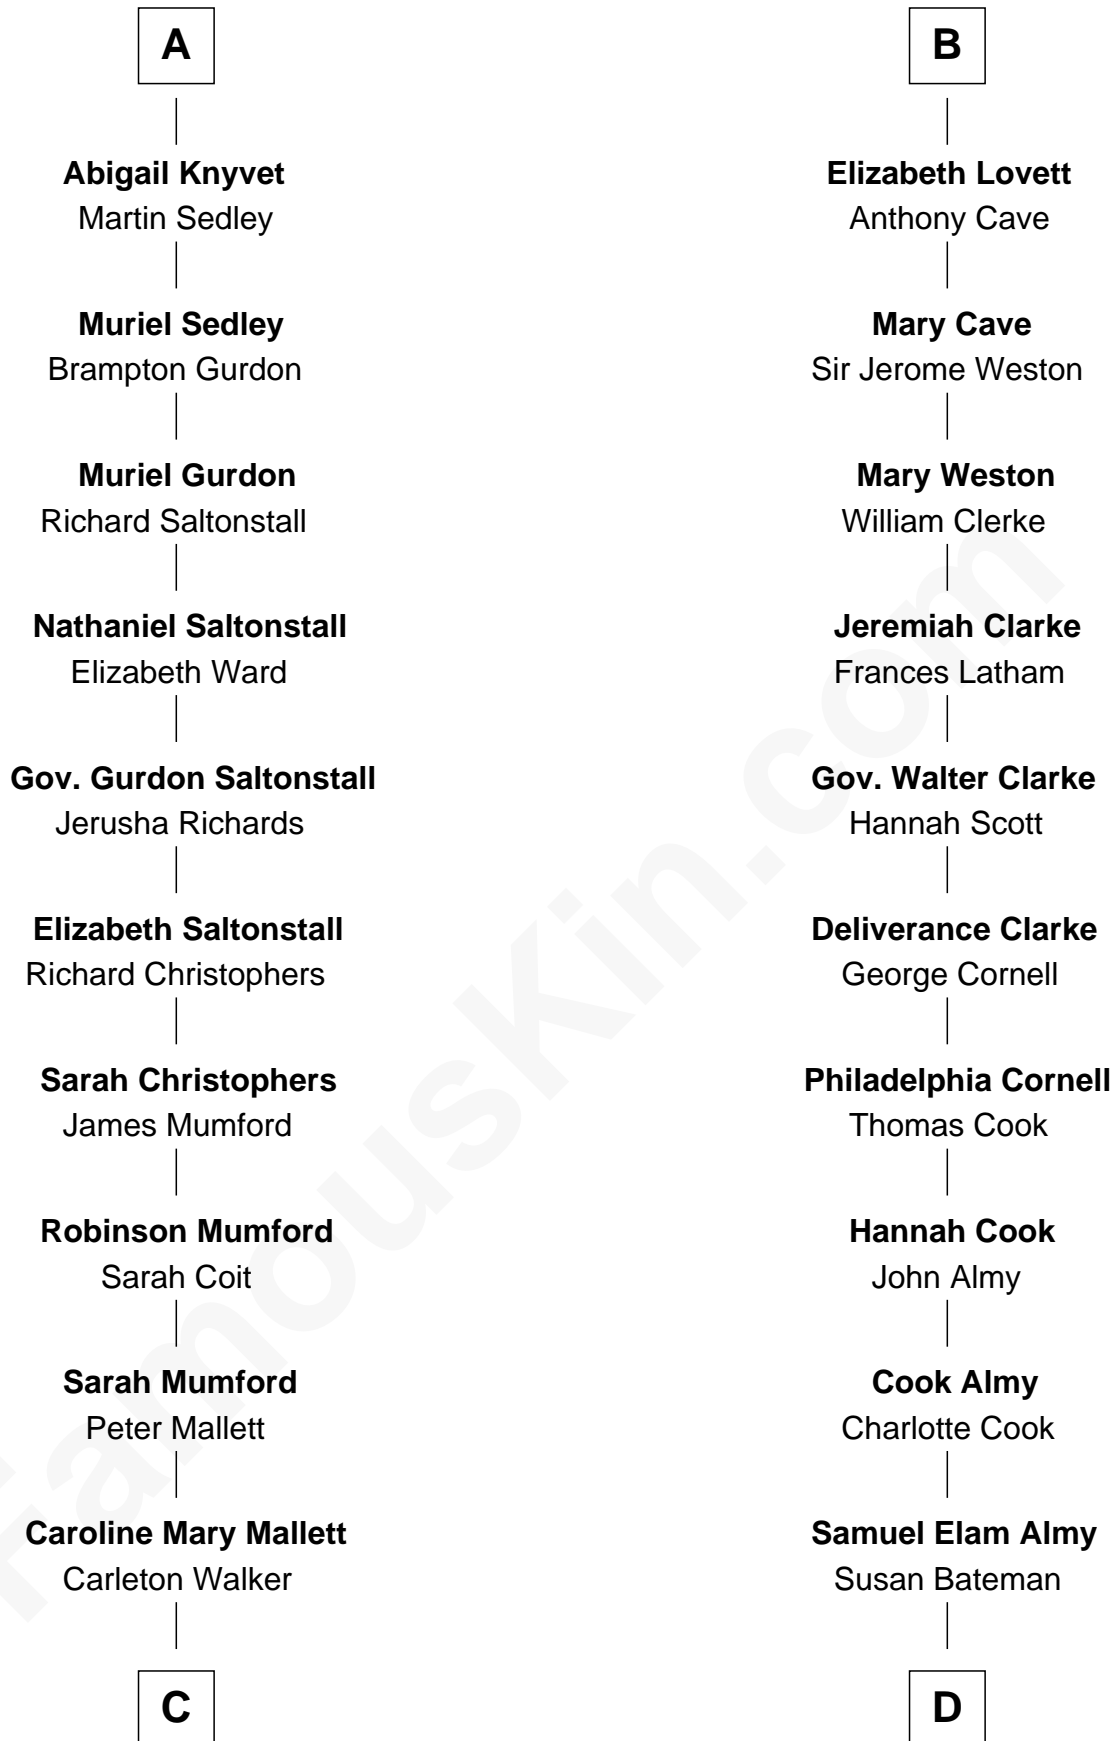 A
Abigail Knyvet
Martin Sedley
Muriel Sedley
Brampton Gurdon
Muriel Gurdon
Richard Saltonstall
Nathaniel Saltonstall
Elizabeth Ward
Gov. Gurdon Saltonstall
Jerusha Richards
Elizabeth Saltonstall
Richard Christophers
Sarah Christophers
James Mumford
Robinson Mumford
Sarah Coit
Sarah Mumford
Peter Mallett
Caroline Mary Mallett
Carleton Walker
C
B
Elizabeth Lovett
Anthony Cave
Mary Cave
Sir Jerome Weston
Mary Weston
William Clerke
Jeremiah Clarke
Frances Latham
Gov. Walter Clarke
Hannah Scott
Deliverance Clarke
George Cornell
Philadelphia Cornell
Thomas Cook
Hannah Cook
John Almy
Cook Almy
Charlotte Cook
Samuel Elam Almy
Susan Bateman
D
FamousKin.com